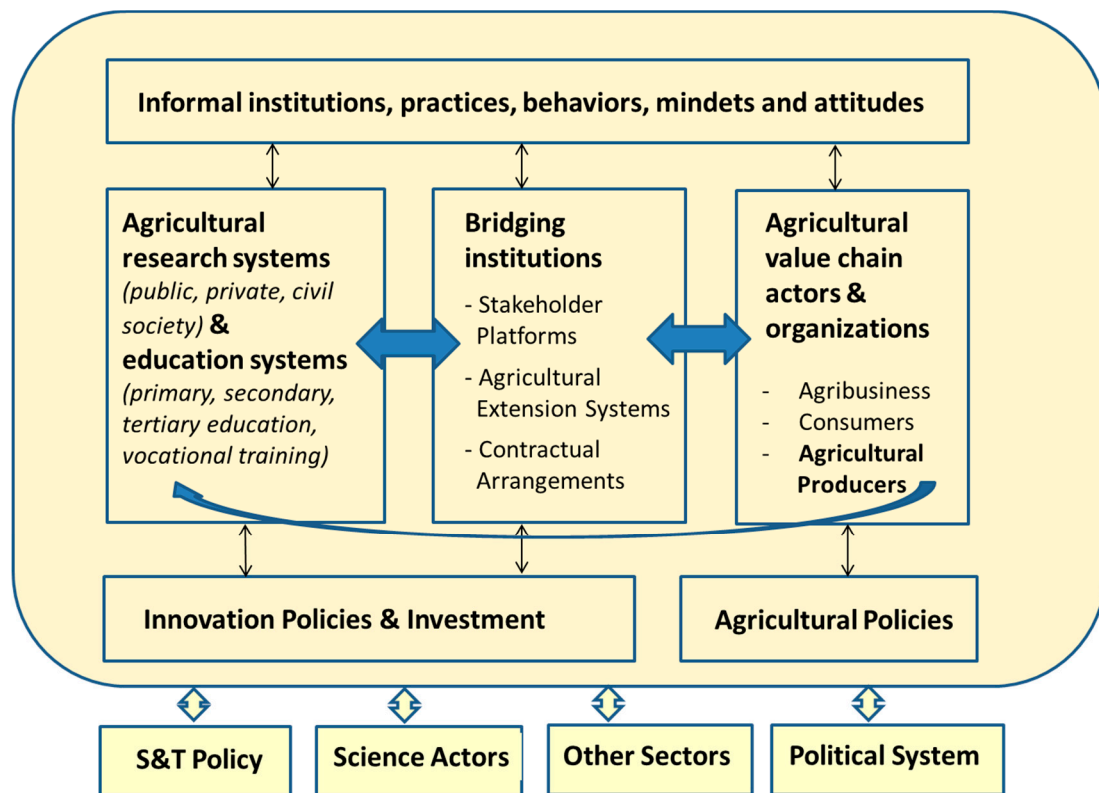 Informal institutions, practices, behaviors, mindets and attitudes
Agricultural
research systems
(public, private, civil
society) &
education systems
(primary, secondary,
tertiary education,
vocational training)
Bridging
institutions
- Stakeholder
Platforms
- Agricultural
Extension Systems
- Contractual
Arrangements
Agricultural
value chain
actors &
organizations
- Agribusiness
- Consumers
- Agricultural
Producers
Innovation Policies & Investment
Agricultural Policies
S&T Policy
Science Actors
Other Sectors
Political System